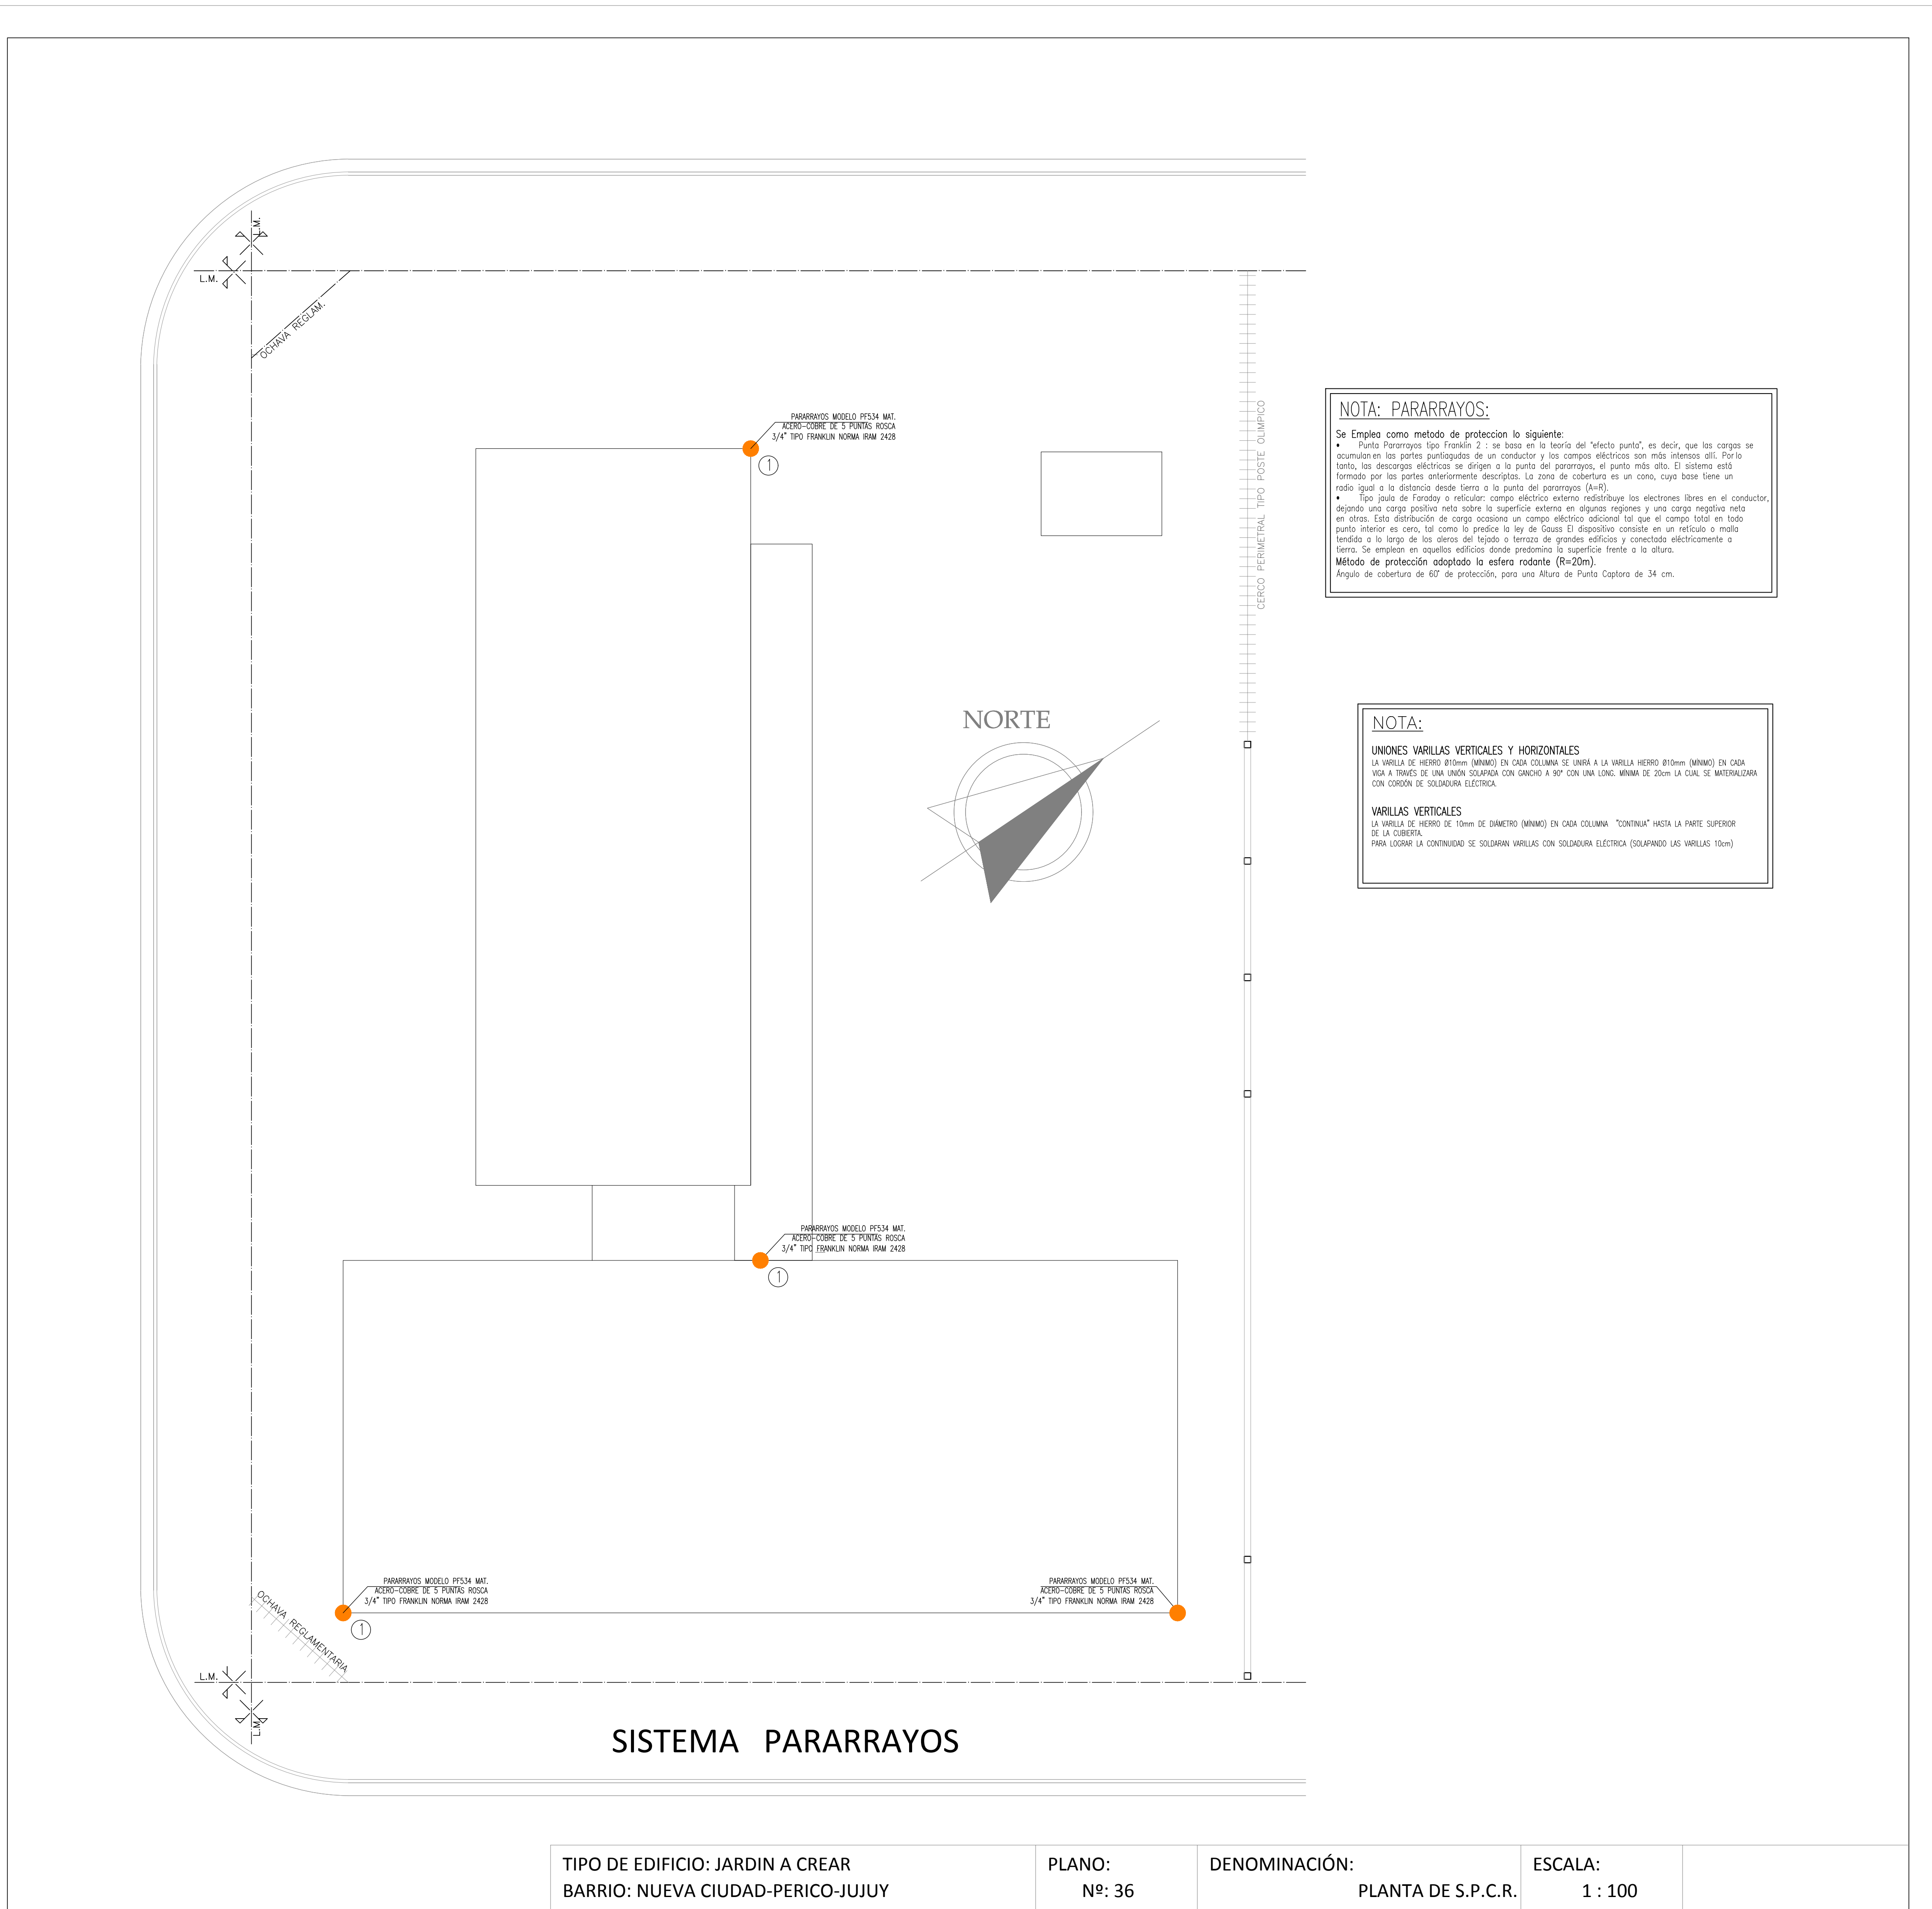 L.M.
L.M.
OCHAVA REGLAM.
PARARRAYOS MODELO PF534 MAT.
ACERO-COBRE DE 5 PUNTAS ROSCA
3/4" TIPO FRANKLIN NORMA IRAM 2428
1
CERCO PERIMETRAL TIPO POSTE OLIMPICO
NOTA: PARARRAYOS:
Se Emplea como metodo de proteccion lo siguiente:
• Punta Pararrayos tipo Franklin 2 : se basa en la teoría del "efecto punta", es decir, que las cargas se
acumulan en las partes puntiagudas de un conductor y los campos eléctricos son más intensos allí. Por lo
tanto, las descargas eléctricas se dirigen a la punta del pararrayos, el punto más alto. El sistema está
formado por las partes anteriormente descriptas. La zona de cobertura es un cono, cuya base tiene un
radio igual a la distancia desde tierra a la punta del pararrayos (A=R).
• Tipo jaula de Faraday o reticular: campo eléctrico externo redistribuye los electrones libres en el conductor,
dejando una carga positiva neta sobre la superficie externa en algunas regiones y una carga negativa neta
en otras. Esta distribución de carga ocasiona un campo eléctrico adicional tal que el campo total en todo
punto interior es cero, tal como lo predice la ley de Gauss El dispositivo consiste en un retículo o malla
tendida a lo largo de los aleros del tejado o terraza de grandes edificios y conectada eléctricamente a
tierra. Se emplean en aquellos edificios donde predomina la superficie frente a la altura.
Método de protección adoptado la esfera rodante (R=20m).
Ángulo de cobertura de 60° de protección, para una Altura de Punta Captora de 34 cm.
NORTE
NOTA:
UNIONES VARILLAS VERTICALES Y HORIZONTALES
LA VARILLA DE HIERRO Ø10mm (MÍNIMO) EN CADA COLUMNA SE UNIRÁ A LA VARILLA HIERRO Ø10mm (MÍNIMO) EN CADA
VIGA A TRAVÉS DE UNA UNIÓN SOLAPADA CON GANCHO A 90° CON UNA LONG. MÍNIMA DE 20cm LA CUAL SE MATERIALIZARA
CON CORDÓN DE SOLDADURA ELÉCTRICA.
VARILLAS VERTICALES
LA VARILLA DE HIERRO DE 10mm DE DIÁMETRO (MÍNIMO) EN CADA COLUMNA "CONTINUA" HASTA LA PARTE SUPERIOR
DE LA CUBIERTA.
PARA LOGRAR LA CONTINUIDAD SE SOLDARAN VARILLAS CON SOLDADURA ELÉCTRICA (SOLAPANDO LAS VARILLAS 10cm)
PARARRAYOS MODELO PF534 MAT.
ACERO-COBRE DE 5 PUNTAS ROSCA
3/4" TIPO FRANKLIN NORMA IRAM 2428
1
PARARRAYOS MODELO PF534 MAT.
ACERO-COBRE DE 5 PUNTAS ROSCA
3/4" TIPO FRANKLIN NORMA IRAM 2428
1
PARARRAYOS MODELO PF534 MAT.
ACERO-COBRE DE 5 PUNTAS ROSCA
3/4" TIPO FRANKLIN NORMA IRAM 2428
OCHAVA REGLAMENTARIA
L.M.
L.M.
SISTEMA PARARRAYOS
TIPO DE EDIFICIO: JARDIN A CREAR
BARRIO: NUEVA CIUDAD-PERICO-JUJUY
PLANO:
Nº: 36
DENOMINACIÓN:
PLANTA DE S.P.C.R.
ESCALA:
1 : 100